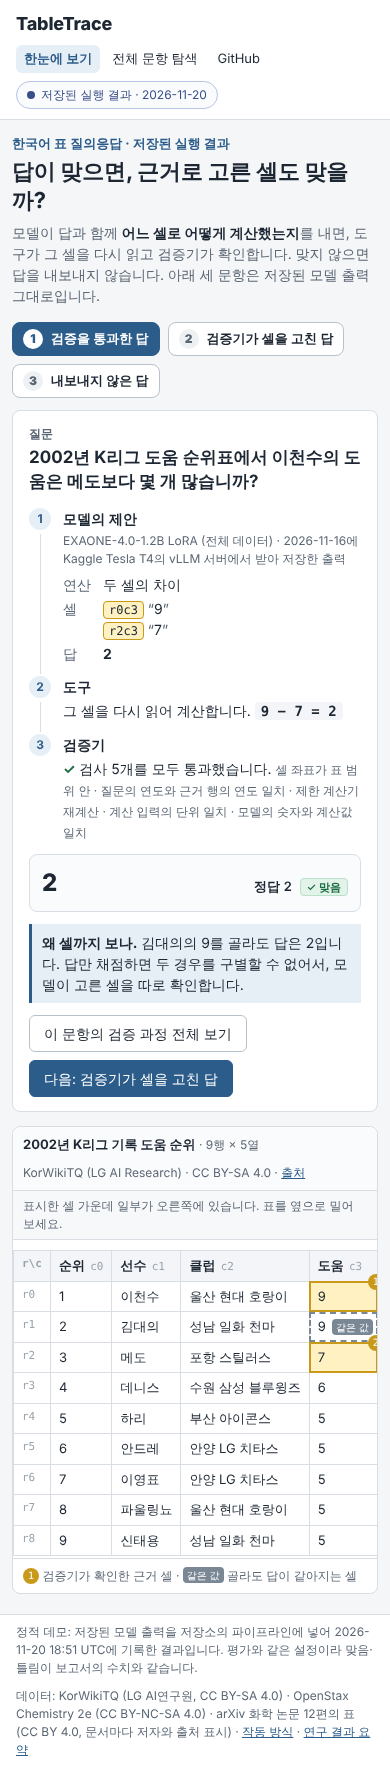 TableTrace
한눈에 보기 전체 문항 탐색 GitHub
저장된 실행 결과 · 2026-11-20
한국어 표 질의응답 · 저장된 실행 결과
답이 맞으면, 근거로 고른 셀도 맞을
까?
모델이 답과 함께 어느 셀로 어떻게 계산했는지를 내면, 도
구가 그 셀을 다시 읽고 검증기가 확인합니다. 맞지 않으면
답을 내보내지 않습니다. 아래 세 문항은 저장된 모델 출력
그대로입니다.
1 검증을 통과한 답 2 검증기가 셀을 고친 답
3 내보내지 않은 답
질문
2002년 K리그 도움 순위표에서 이천수의 도
움은 메도보다 몇 개 많습니까?
1 모델의 제안
EXAONE-4.0-1.2B LoRA (전체 데이터) · 2026-11-16에
Kaggle Tesla T4의 vLLM 서버에서 받아 저장한 출력
연산 두 셀의 차이
셀 r0c3 “9”
r2c3 “7”
답 2
2 도구
그 셀을 다시 읽어 계산합니다. 9 − 7 = 2
3 검증기
✓ 검사 5개를 모두 통과했습니다. 셀 좌표가 표 범
위 안 · 질문의 연도와 근거 행의 연도 일치 · 제한 계산기
재계산 · 계산 입력의 단위 일치 · 모델의 숫자와 계산값
일치
2 정답 2 ✓ 맞음
왜 셀까지 보나. 김대의의 9를 골라도 답은 2입니
다. 답만 채점하면 두 경우를 구별할 수 없어서, 모
델이 고른 셀을 따로 확인합니다.
이 문항의 검증 과정 전체 보기
다음: 검증기가 셀을 고친 답
2002년 K리그 기록 도움 순위 · 9행 × 5열
KorWikiTQ (LG AI Research) · CC BY-SA 4.0 · 출처
표시한 셀 가운데 일부가 오른쪽에 있습니다. 표를 옆으로 밀어
보세요.
r\c 순위 c0 선수 c1 클럽 c2 도움 c3
r0 1 이천수 울산 현대 호랑이 9
r1 2 김대의 성남 일화 천마 9 같은 값
r2 3 메도 포항 스틸러스 7
r3 4 데니스 수원 삼성 블루윙즈 6
r4 5 하리 부산 아이콘스 5
r5 6 안드레 안양 LG 치타스 5
r6 7 이영표 안양 LG 치타스 5
r7 8 파울링뇨 울산 현대 호랑이 5
r8 9 신태용 성남 일화 천마 5
1 검증기가 확인한 근거 셀 · 같은 값 골라도 답이 같아지는 셀
정적 데모: 저장된 모델 출력을 저장소의 파이프라인에 넣어 2026-
11-20 18:51 UTC에 기록한 결과입니다. 평가와 같은 설정이라 맞음·
틀림이 보고서의 수치와 같습니다.
데이터: KorWikiTQ (LG AI연구원, CC BY-SA 4.0) · OpenStax
Chemistry 2e (CC BY-NC-SA 4.0) · arXiv 화학 논문 12편의 표
(CC BY 4.0, 문서마다 저자와 출처 표시) · 작동 방식 · 연구 결과 요
약